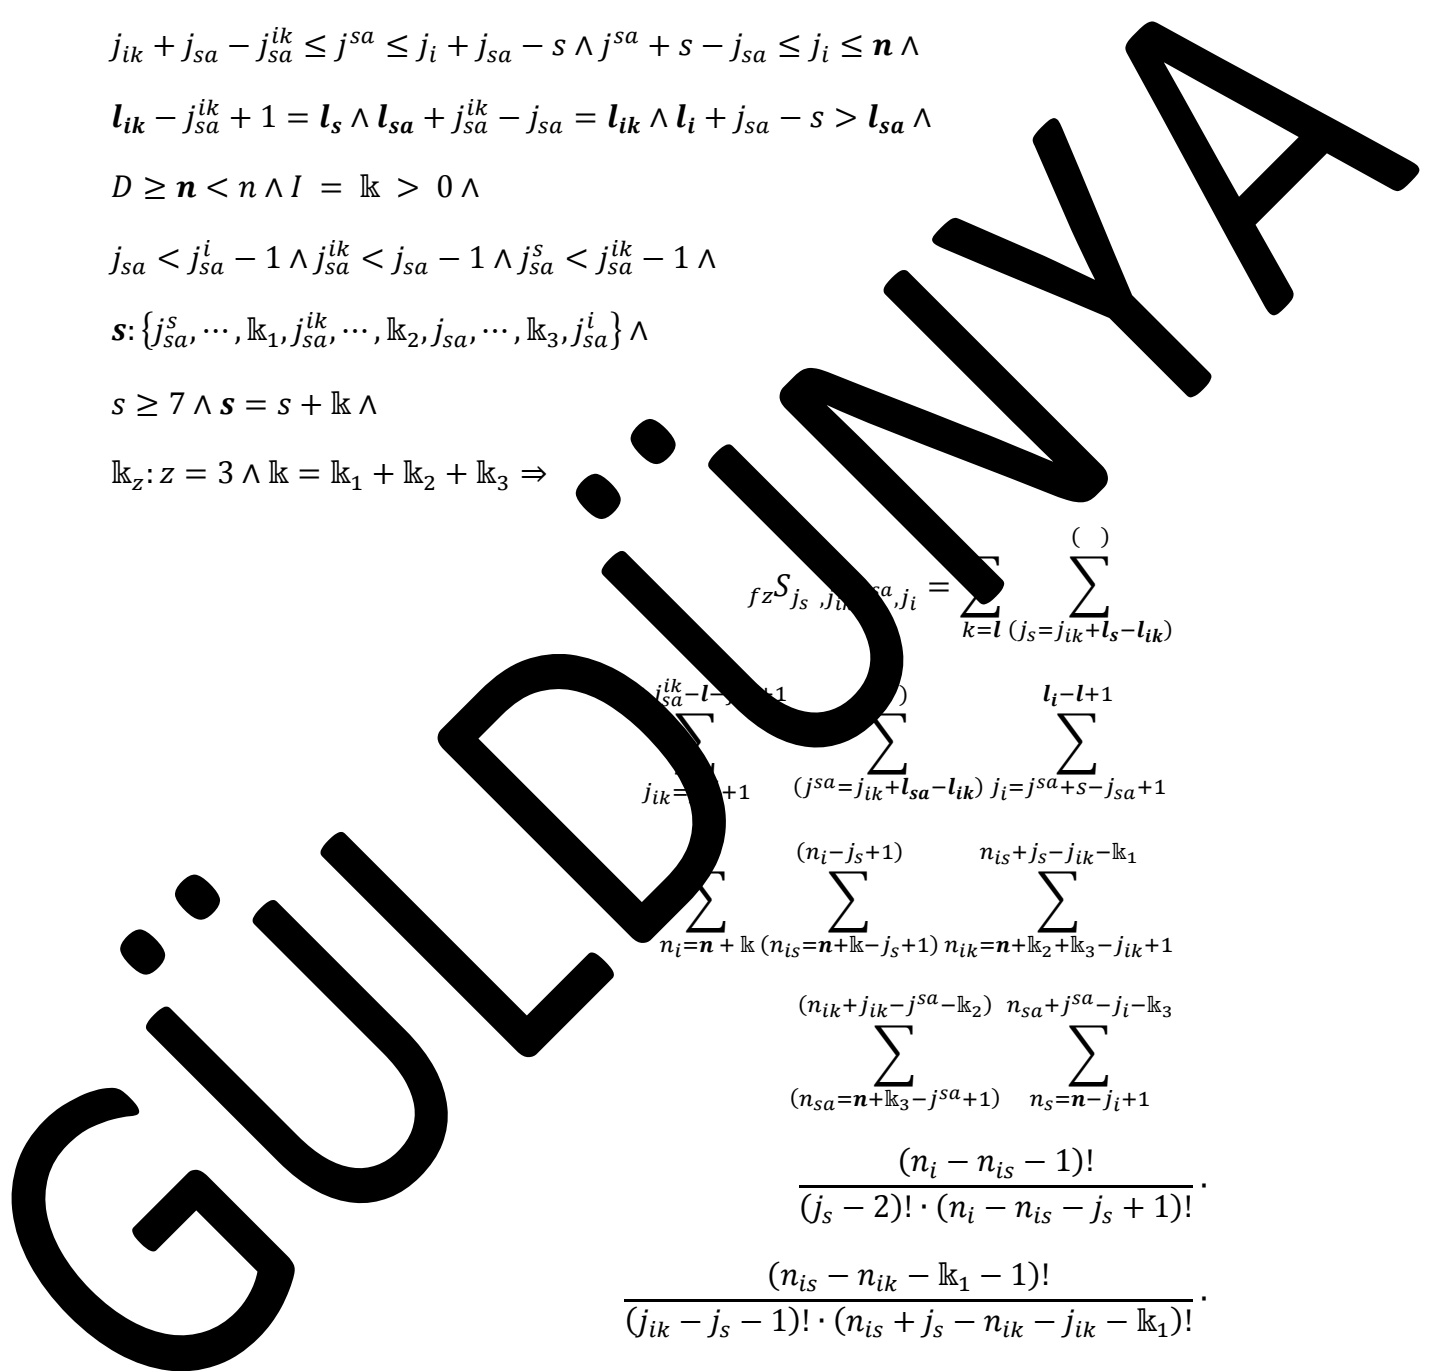 j_{ik} + j_{sa} − j_{sa}^{ik} ≤ j^{sa} ≤ j_i + j_{sa} − s ∧ j^{sa} + s − j_{sa} ≤ j_i ≤ n ∧
l_{ik} − j_{sa}^{ik} + 1 = l_s ∧ l_{sa} + j_{sa}^{ik} − j_{sa} = l_{ik} ∧ l_i + j_{sa} − s > l_{sa} ∧
D ≥ n < n ∧ I = 𝕜 > 0 ∧
j_{sa} < j_{sa}^{i} − 1 ∧ j_{sa}^{ik} < j_{sa} − 1 ∧ j_{sa}^{s} < j_{sa}^{ik} − 1 ∧
s: {j_{sa}^{s}, ⋯, 𝕜_1, j_{sa}^{ik}, ⋯, 𝕜_2, j_{sa}, ⋯, 𝕜_3, j_{sa}^{i}} ∧
s ≥ 7 ∧ s = s + 𝕜 ∧
𝕜_z: z = 3 ∧ 𝕜 = 𝕜_1 + 𝕜_2 + 𝕜_3 ⇒
( )
_{fz}S_{j_s, ,j_i} = ∑ ∑
k=l (j_s=j_{ik}+l_s−l_{ik})
l_i−l+1
∑ ∑ ∑
(j^{sa}=j_{ik}+l_{sa}−l_{ik}) j_i=j^{sa}+s−j_{sa}+1
(n_i−j_s+1) n_{is}+j_s−j_{ik}−𝕜_1
∑ ∑ ∑
n_i=n+𝕜 (n_{is}=n+𝕜−j_s+1) n_{ik}=n+𝕜_2+𝕜_3−j_{ik}+1
(n_{ik}+j_{ik}−j^{sa}−𝕜_2) n_{sa}+j^{sa}−j_i−𝕜_3
∑ ∑
(n_{sa}=n+𝕜_3−j^{sa}+1) n_s=n−j_i+1
(n_i − n_{is} − 1)!
(j_s − 2)! · (n_i − n_{is} − j_s + 1)! ·
(n_{is} − n_{ik} − 𝕜_1 − 1)!
(j_{ik} − j_s − 1)! · (n_{is} + j_s − n_{ik} − j_{ik} − 𝕜_1)! ·
GÜLDÜNYA